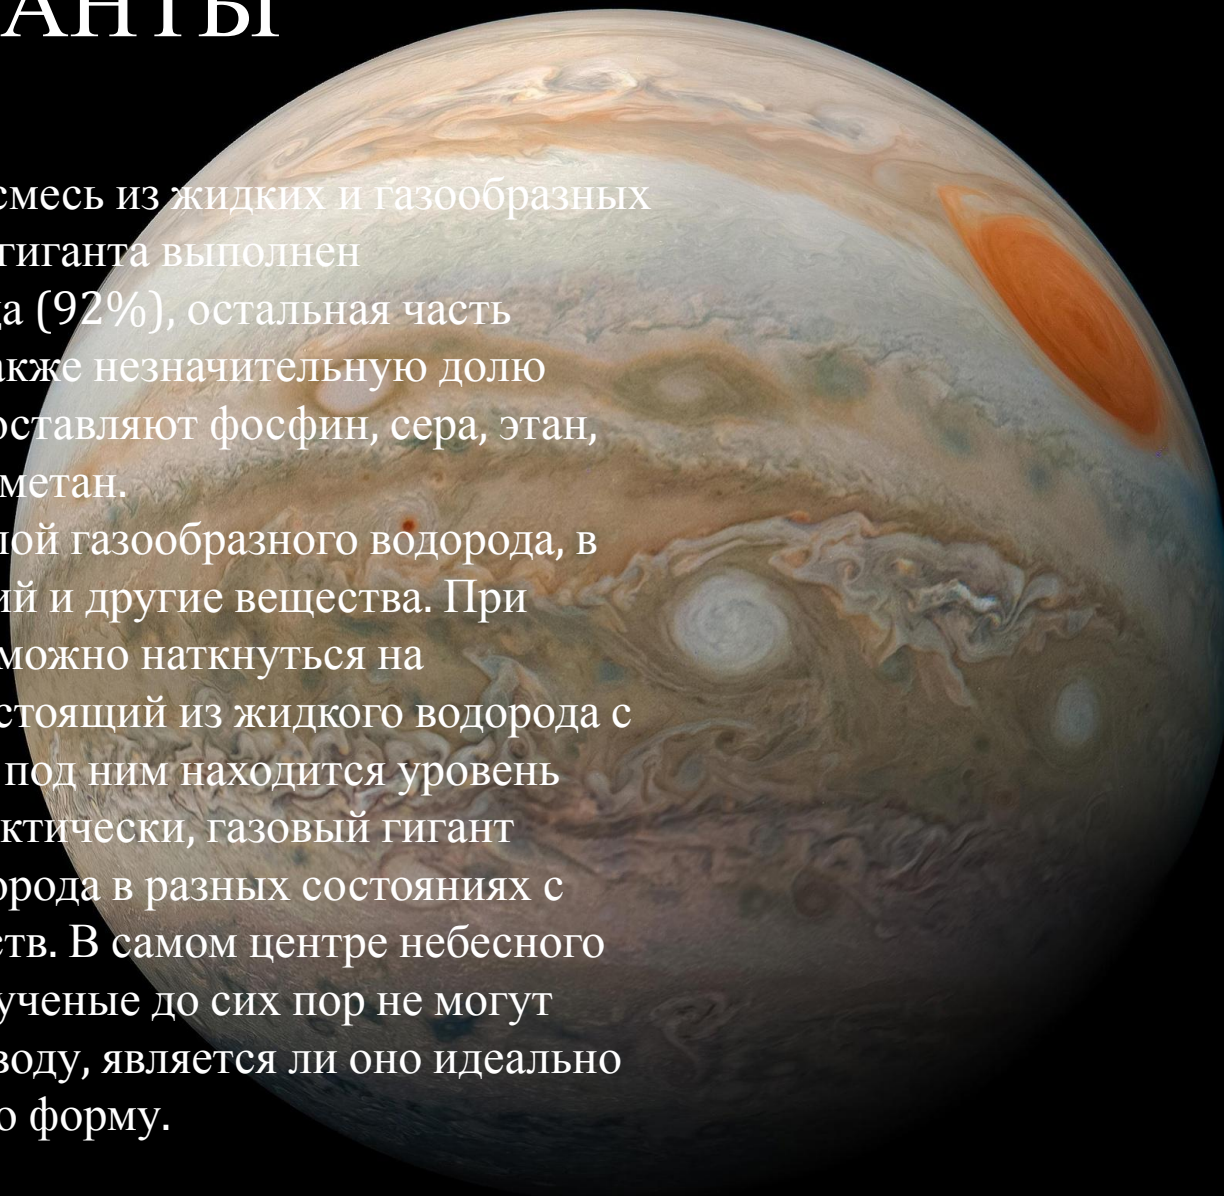 АНТЫ
смесь из жидких и газообразных
гиганта выполнен
да (92%), остальная часть
акже незначительную долю
оставляют фосфин, сера, этан,
метан.
лой газообразного водорода, в
ий и другие вещества. При
можно наткнуться на
стоящий из жидкого водорода с
под ним находится уровень
ктически, газовый гигант
орода в разных состояниях с
ств. В самом центре небесного
ученые до сих пор не могут
воду, является ли оно идеально
ю форму.